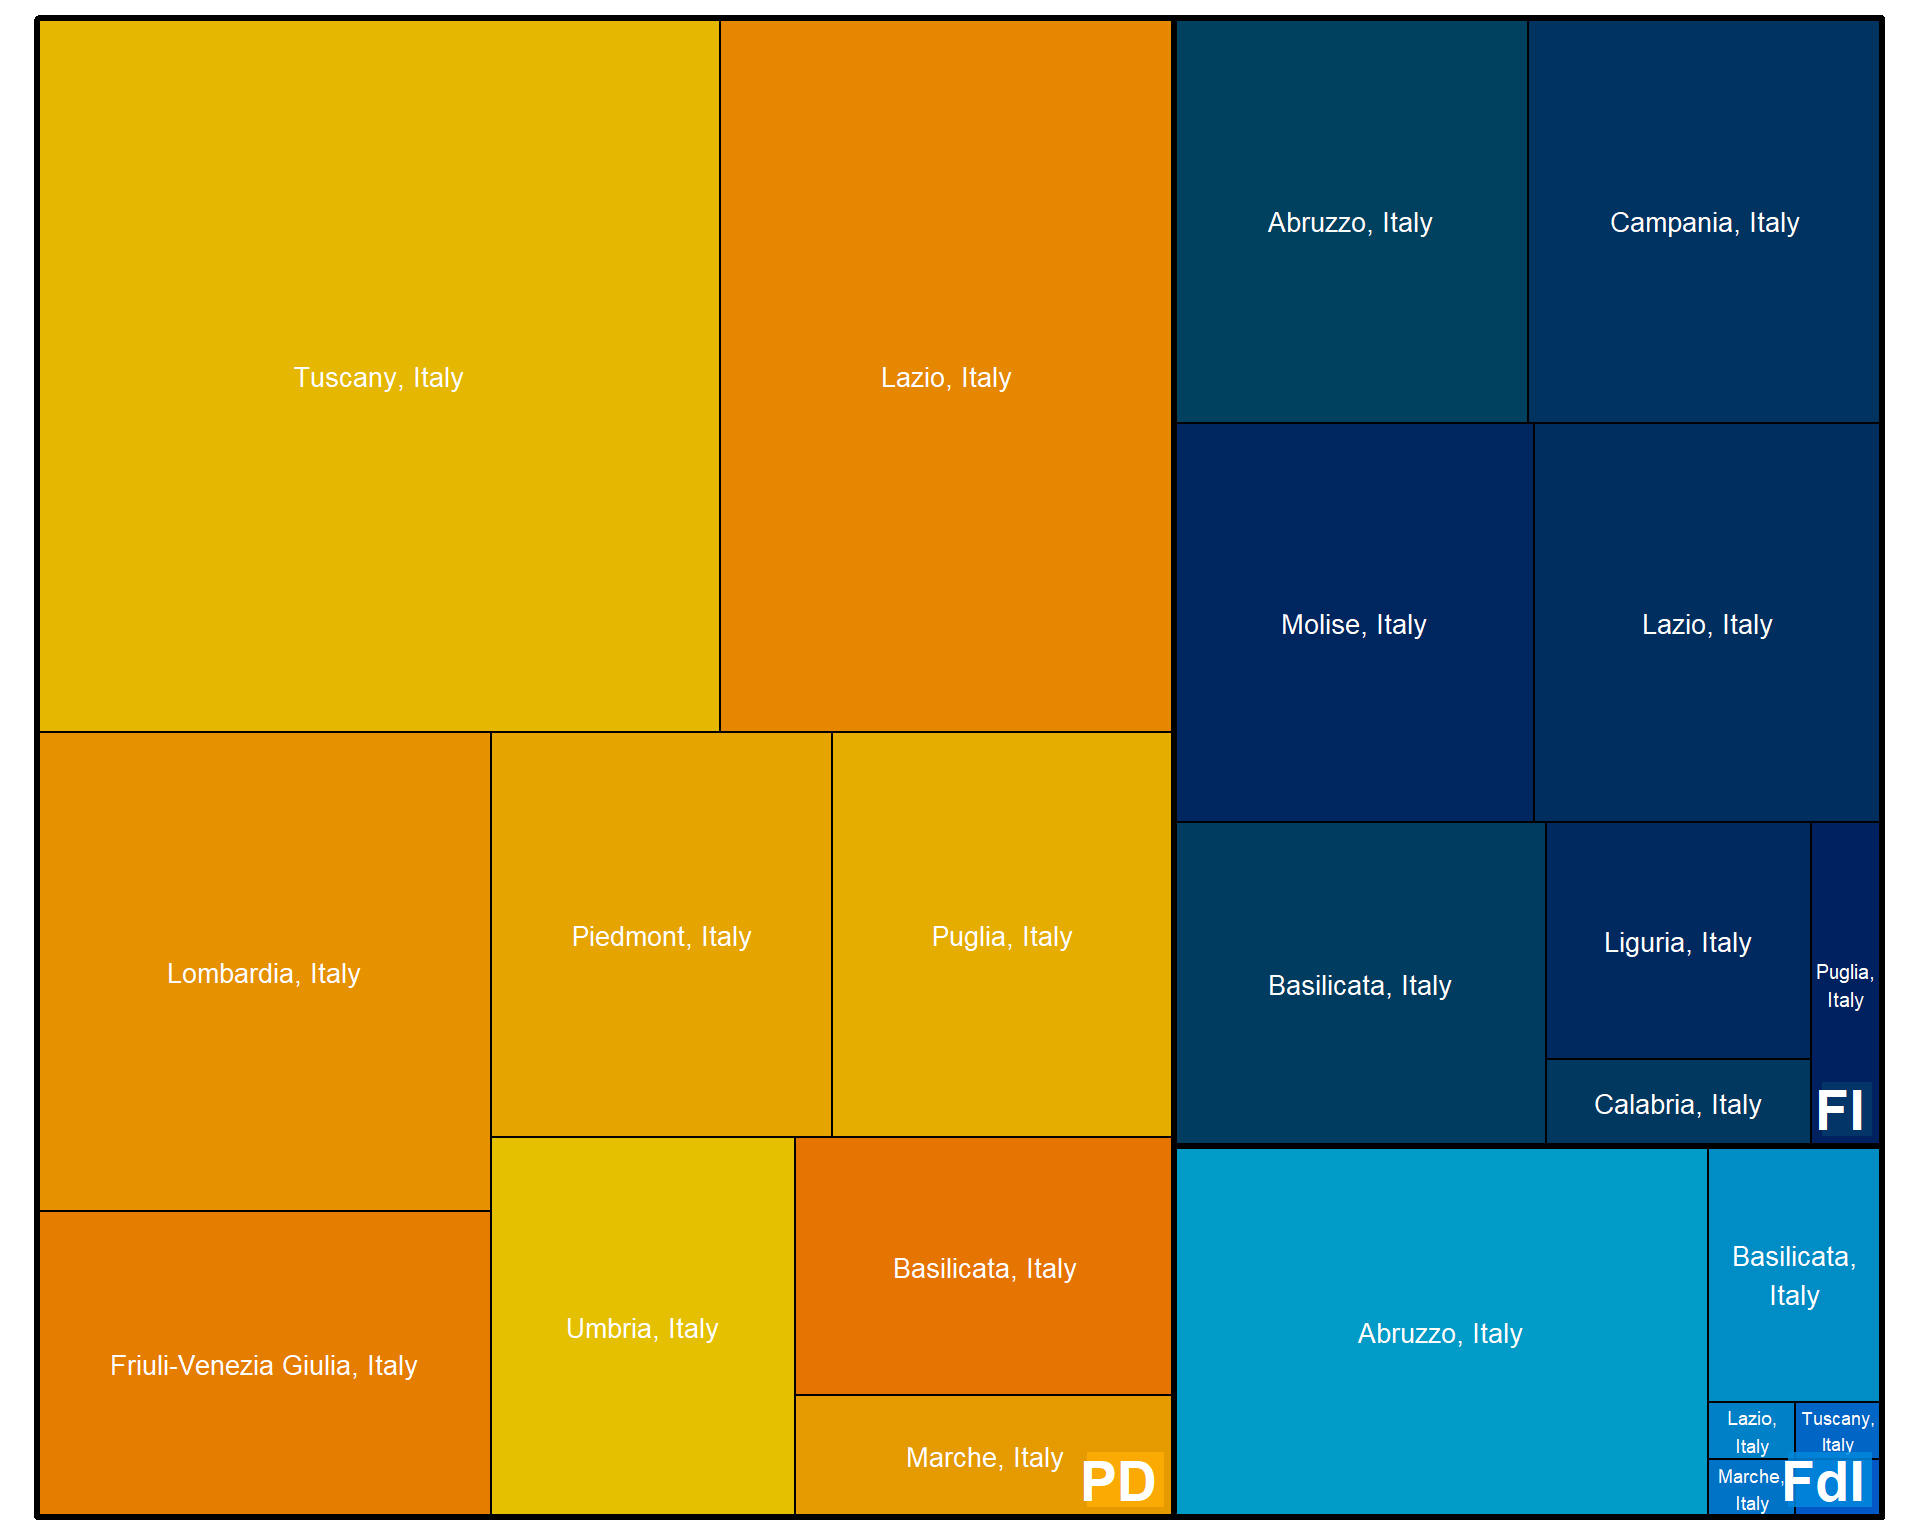 Tuscany, Italy
Lazio, Italy
Lombardia, Italy
Piedmont, Italy
Puglia, Italy
Friuli-Venezia Giulia, Italy
Umbria, Italy
Basilicata, Italy
Marche, Italy
PD
Abruzzo, Italy
Campania, Italy
Molise, Italy
Lazio, Italy
Basilicata, Italy
Liguria, Italy
Calabria, Italy
Puglia,
Italy
FI
Abruzzo, Italy
Basilicata,
Italy
Lazio,
Italy
Tuscany,
Italy
Marche,
Italy
FdI